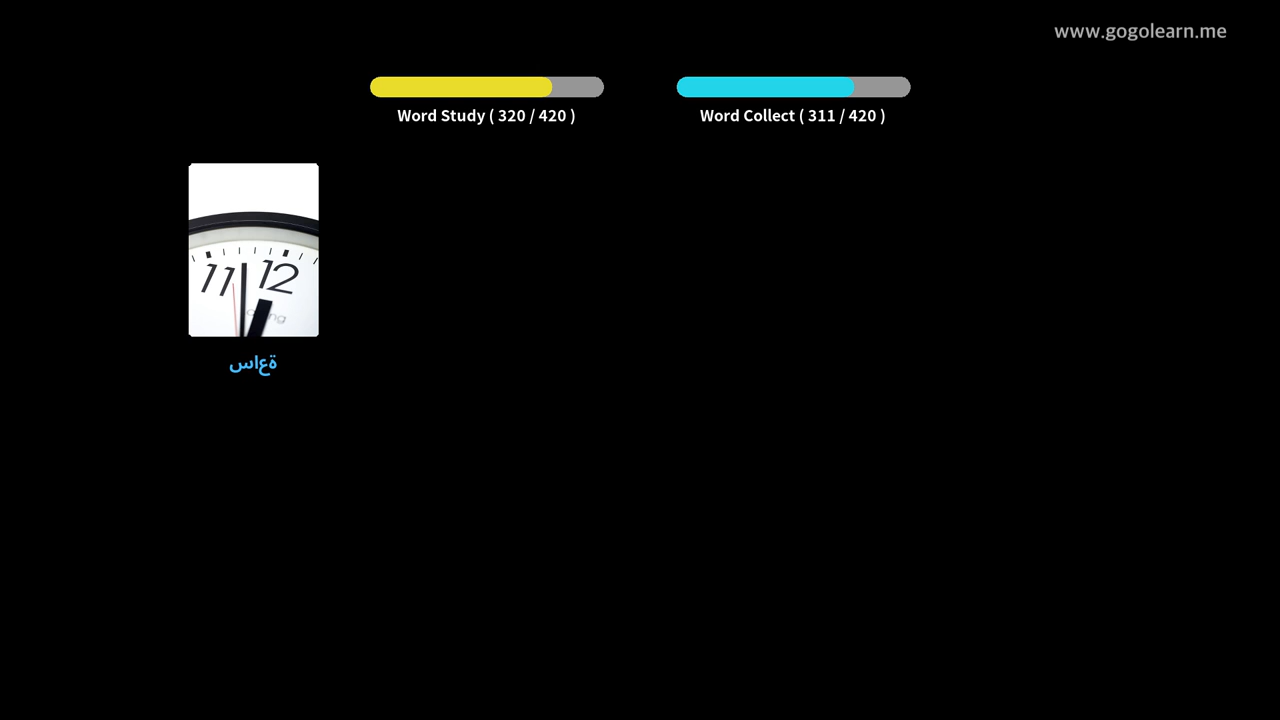 www.gogolearn.me
Word Study ( 320 / 420 )
Word Collect ( 311 / 420 )
11 12
ةعاس